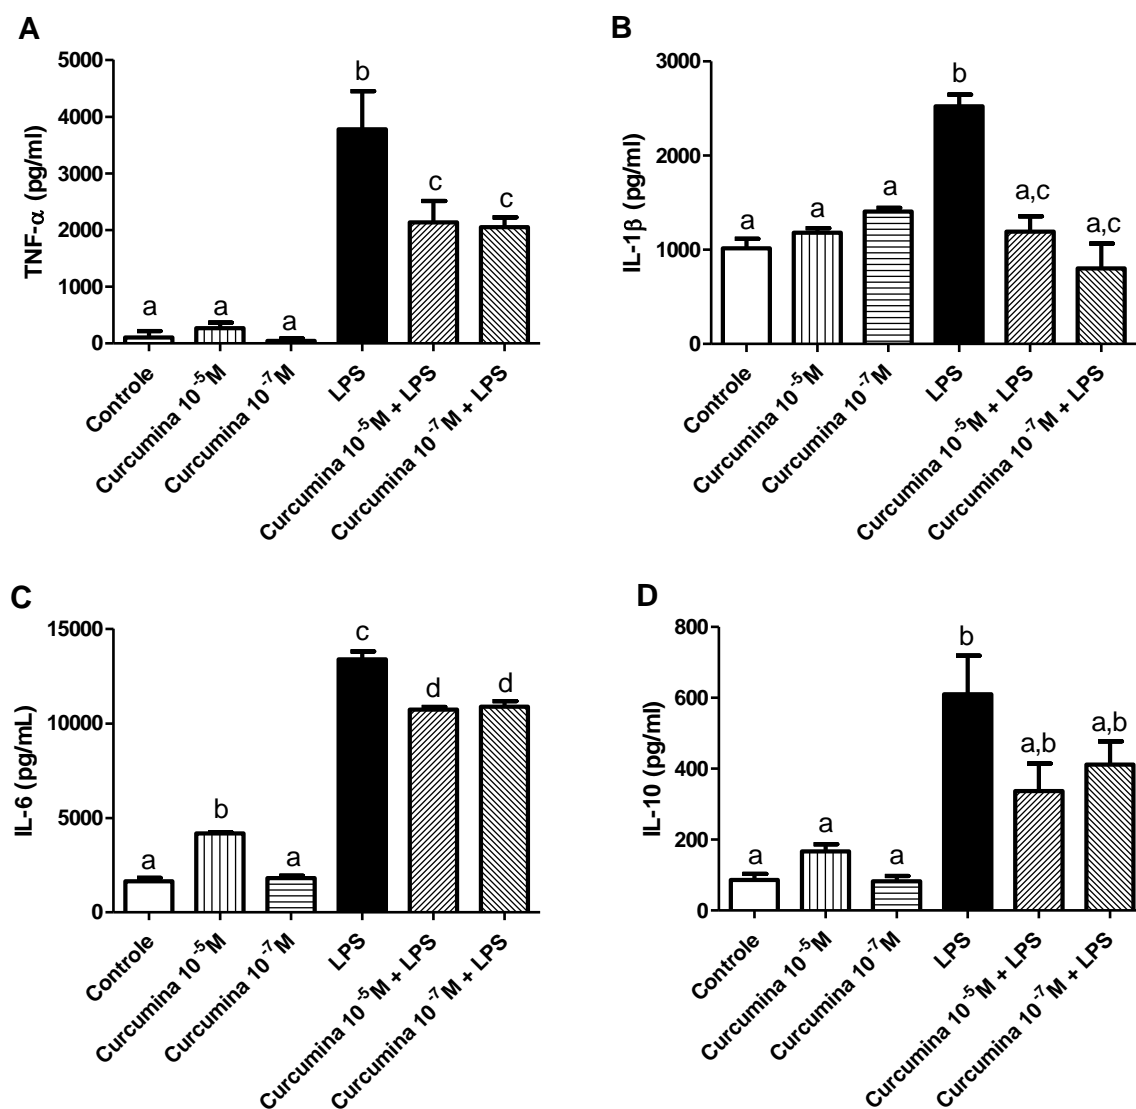 A
TNF-α (pg/ml)
5000
4000
3000
2000
1000
0
a
a
a
b
c
c
Controle
Curcumina 10⁻⁵M
Curcumina 10⁻⁷M
LPS
Curcumina 10⁻⁵M + LPS
Curcumina 10⁻⁷M + LPS
B
IL-1β (pg/ml)
3000
2000
1000
0
a
a
a
b
a,c
a,c
Controle
Curcumina 10⁻⁵M
Curcumina 10⁻⁷M
LPS
Curcumina 10⁻⁵M + LPS
Curcumina 10⁻⁷M + LPS
C
IL-6 (pg/mL)
15000
10000
5000
0
a
b
a
c
d
d
Controle
Curcumina 10⁻⁵M
Curcumina 10⁻⁷M
LPS
Curcumina 10⁻⁵M + LPS
Curcumina 10⁻⁷M + LPS
D
IL-10 (pg/ml)
800
600
400
200
0
a
a
a
b
a,b
a,b
Controle
Curcumina 10⁻⁵M
Curcumina 10⁻⁷M
LPS
Curcumina 10⁻⁵M + LPS
Curcumina 10⁻⁷M + LPS